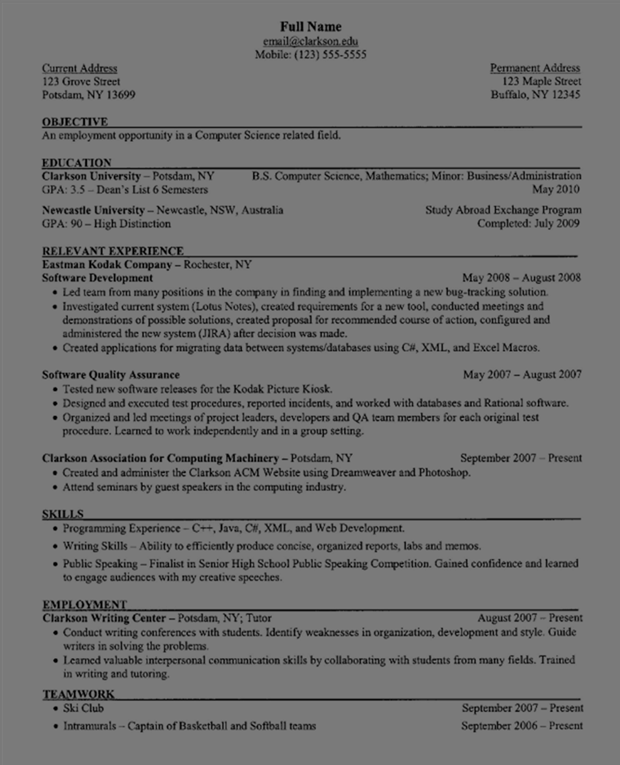 Full Name
email@clarkson.edu
Mobile: (123) 555-5555
Current Address Permanent Address
123 Grove Street 123 Maple Street
Potsdam, NY 13699 Buffalo, NY 12345
OBJECTIVE
An employment opportunity in a Computer Science related field.
EDUCATION
Clarkson University – Potsdam, NY B.S. Computer Science, Mathematics; Minor: Business/Administration
GPA: 3.5 – Dean's List 6 Semesters May 2010
Newcastle University – Newcastle, NSW, Australia Study Abroad Exchange Program
GPA: 90 – High Distinction Completed: July 2009
RELEVANT EXPERIENCE
Eastman Kodak Company – Rochester, NY
Software Development May 2008 – August 2008
• Led team from many positions in the company in finding and implementing a new bug-tracking solution.
• Investigated current system (Lotus Notes), created requirements for a new tool, conducted meetings and
demonstrations of possible solutions, created proposal for recommended course of action, configured and
administered the new system (JIRA) after decision was made.
• Created applications for migrating data between systems/databases using C#, XML, and Excel Macros.
Software Quality Assurance May 2007 – August 2007
• Tested new software releases for the Kodak Picture Kiosk.
• Designed and executed test procedures, reported incidents, and worked with databases and Rational software.
• Organized and led meetings of project leaders, developers and QA team members for each original test
procedure. Learned to work independently and in a group setting.
Clarkson Association for Computing Machinery – Potsdam, NY September 2007 – Present
• Created and administer the Clarkson ACM Website using Dreamweaver and Photoshop.
• Attend seminars by guest speakers in the computing industry.
SKILLS
• Programming Experience – C++, Java, C#, XML, and Web Development.
• Writing Skills – Ability to efficiently produce concise, organized reports, labs and memos.
• Public Speaking – Finalist in Senior High School Public Speaking Competition. Gained confidence and learned
to engage audiences with my creative speeches.
EMPLOYMENT
Clarkson Writing Center – Potsdam, NY; Tutor August 2007 – Present
• Conduct writing conferences with students. Identify weaknesses in organization, development and style. Guide
writers in solving the problems.
• Learned valuable interpersonal communication skills by collaborating with students from many fields. Trained
in writing and tutoring.
TEAMWORK
• Ski Club September 2007 – Present
• Intramurals – Captain of Basketball and Softball teams September 2006 – Present